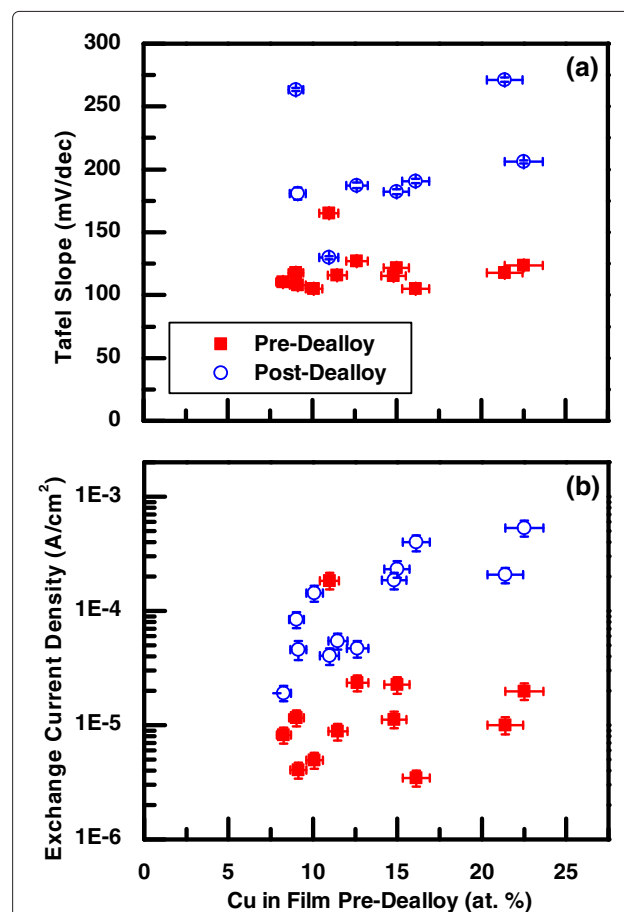 300
(a)
250
200
150
100
50
0
Tafel Slope (mV/dec)
Pre-Dealloy
Post-Dealloy
(b)
1E-3
1E-4
1E-5
1E-6
Exchange Current Density (A/cm²)
0 5 10 15 20 25
Cu in Film Pre-Dealloy (at. %)